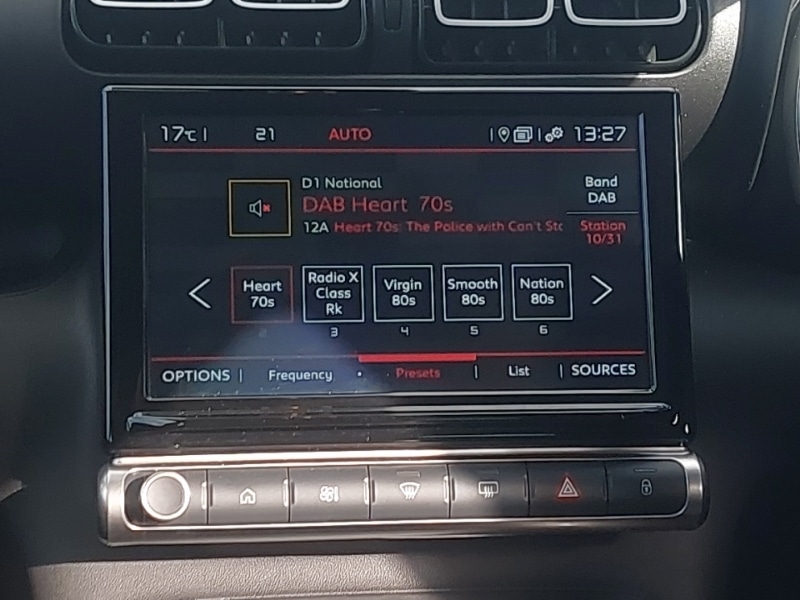 17°C | 21 AUTO 13:27
D1 National
DAB Heart 70s
12A Heart 70s: The Police with Can't Sto
Band
DAB
Station
10/31
Heart
70s
Radio X
Class
Rk
Virgin
80s
Smooth
80s
Nation
80s
2 3 4 5 6
OPTIONS | Frequency Presets | List | SOURCES